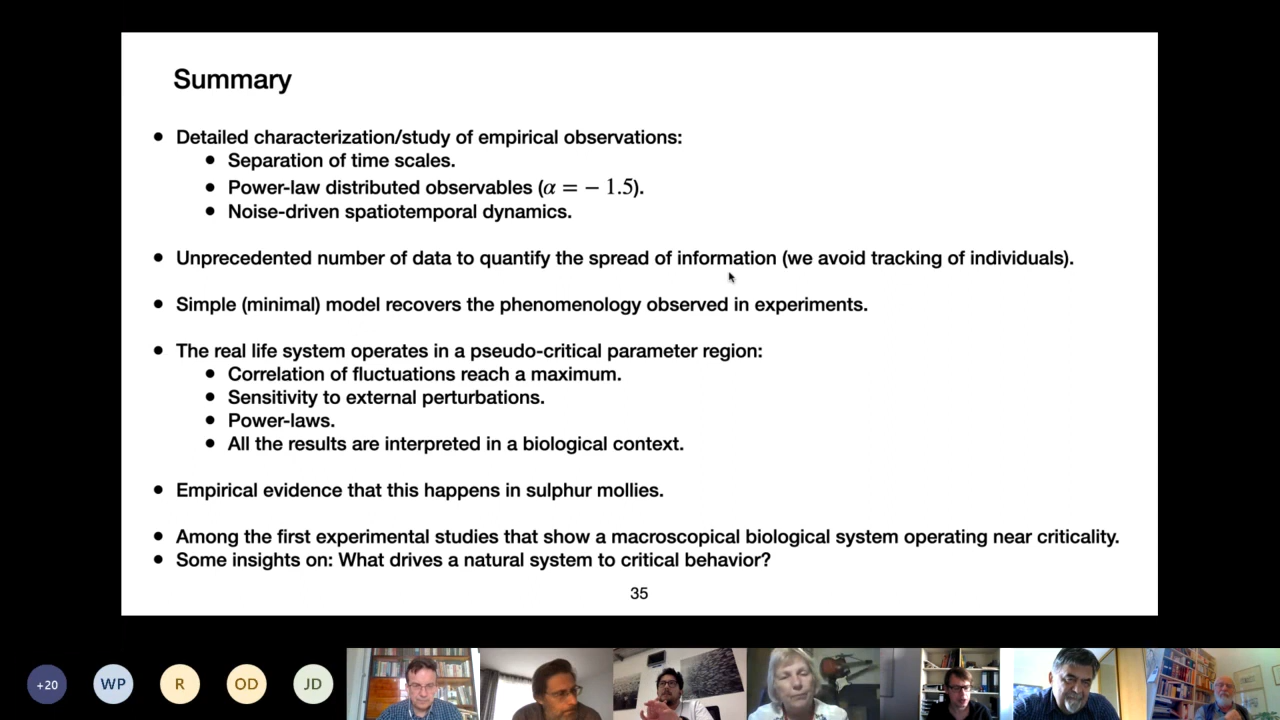 Summary
• Detailed characterization/study of empirical observations:
• Separation of time scales.
• Power-law distributed observables (α = − 1.5).
• Noise-driven spatiotemporal dynamics.
• Unprecedented number of data to quantify the spread of information (we avoid tracking of individuals).
• Simple (minimal) model recovers the phenomenology observed in experiments.
• The real life system operates in a pseudo-critical parameter region:
• Correlation of fluctuations reach a maximum.
• Sensitivity to external perturbations.
• Power-laws.
• All the results are interpreted in a biological context.
• Empirical evidence that this happens in sulphur mollies.
• Among the first experimental studies that show a macroscopical biological system operating near criticality.
• Some insights on: What drives a natural system to critical behavior?
35
+20 WP R OD JD